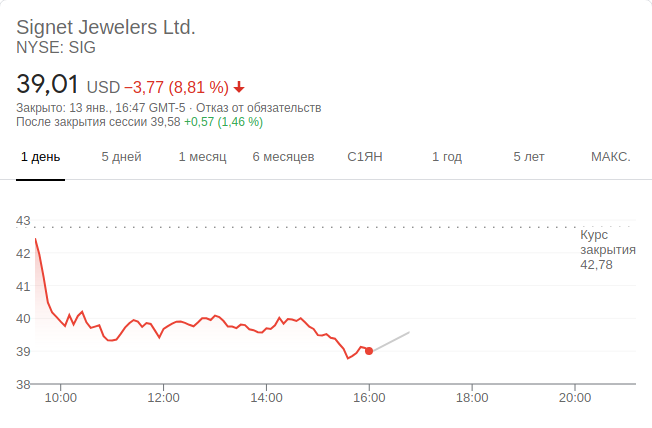 Signet Jewelers Ltd.
NYSE: SIG
39,01 USD −3,77 (8,81 %)
Закрыто: 13 янв., 16:47 GMT-5 · Отказ от обязательств
После закрытия сессии 39,58 +0,57 (1,46 %)
1 день 5 дней 1 месяц 6 месяцев С1ЯН 1 год 5 лет МАКС.
43
Курс
закрытия
42,78
42
41
40
39
38
10:00 12:00 14:00 16:00 18:00 20:00